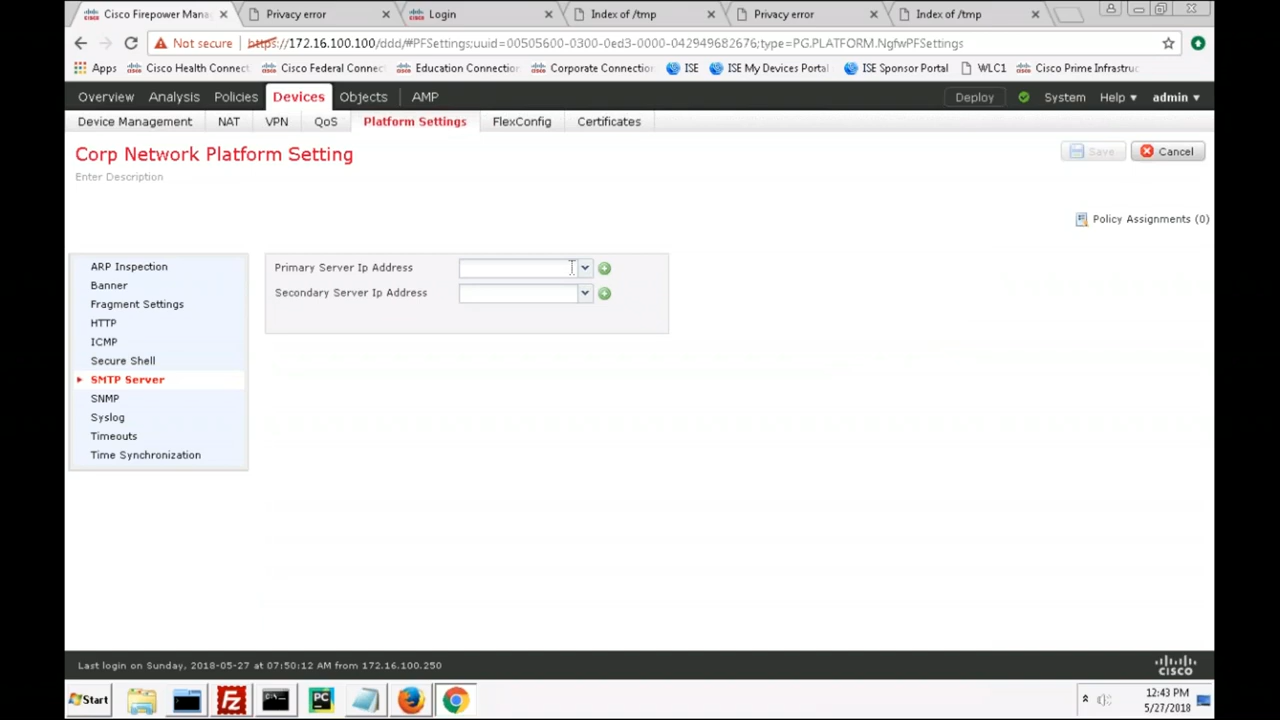 Cisco Firepower Mana
Privacy error
Login
Index of /tmp
Privacy error
Index of /tmp
Not secure
https://172.16.100.100/ddd/#PFSettings;uuid=00505600-0300-0ed3-0000-042949682676;type=PG.PLATFORM.NgfwPFSettings
Apps Cisco Health Connect Cisco Federal Connec Education Connection Corporate Connection ISE ISE My Devices Portal ISE Sponsor Portal WLC1 Cisco Prime Infrastruc
Overview Analysis Policies Devices Objects AMP Deploy System Help admin
Device Management NAT VPN QoS Platform Settings FlexConfig Certificates
Corp Network Platform Setting
Save Cancel
Enter Description
Policy Assignments (0)
ARP Inspection
Banner
Fragment Settings
HTTP
ICMP
Secure Shell
SMTP Server
SNMP
Syslog
Timeouts
Time Synchronization
Primary Server Ip Address
Secondary Server Ip Address
Last login on Sunday, 2018-05-27 at 07:50:12 AM from 172.16.100.250
CISCO
Start
FZ
PC
12:43 PM
5/27/2018